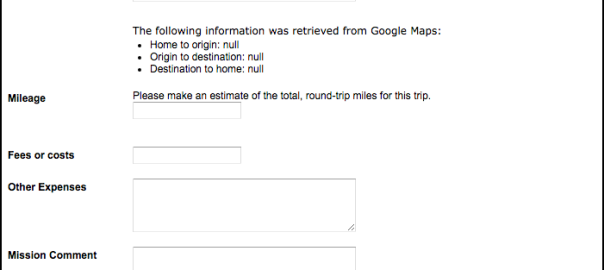 The following information was retrieved from Google Maps:
• Home to origin: null
• Origin to destination: null
• Destination to home: null
Mileage
Please make an estimate of the total, round-trip miles for this trip.
Fees or costs
Other Expenses
Mission Comment